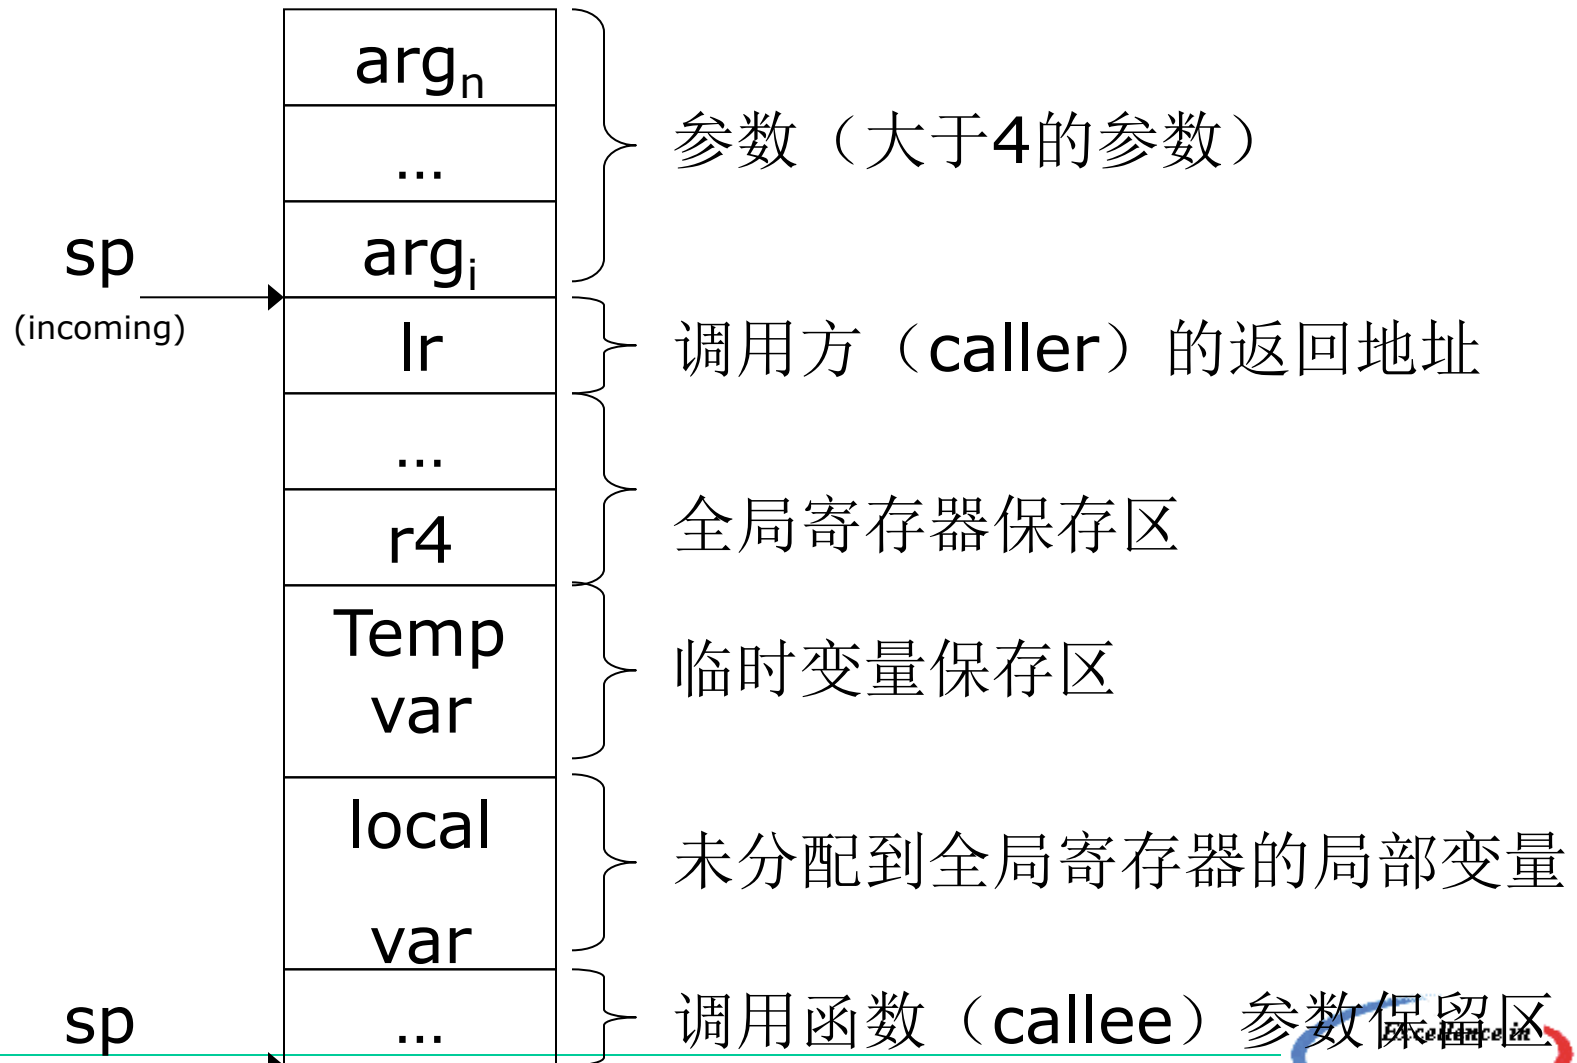 argn
参数（大于4的参数）
…
sp
argi
(incoming)
lr
调用方（caller）的返回地址
…
r4
全局寄存器保存区
Temp
var
临时变量保存区
local
var
未分配到全局寄存器的局部变量
sp
…
调用函数（callee）参数保留区
EXcellence in